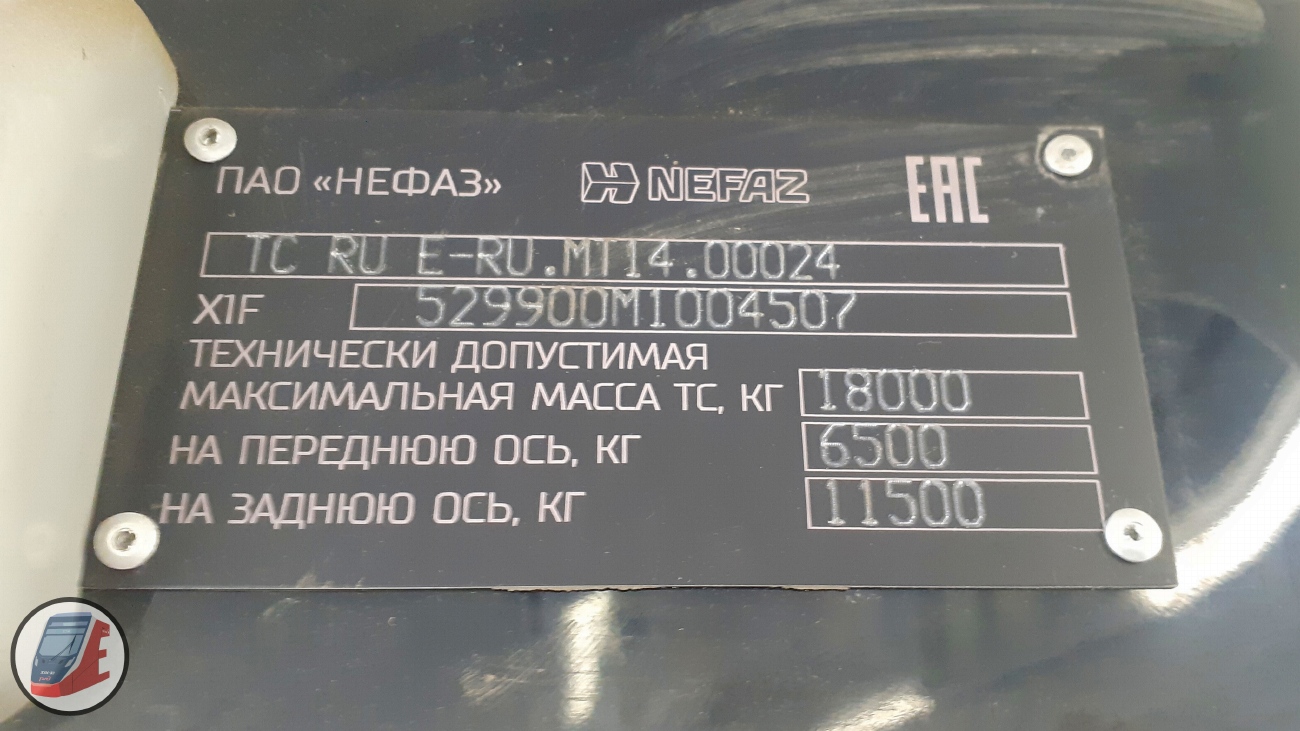 ПАО «НЕФАЗ» NEFAZ EAC
TC RU E-RU.MT14.00024
X1F 529900M1004507
ТЕХНИЧЕСКИ ДОПУСТИМАЯ
МАКСИМАЛЬНАЯ МАССА ТС, КГ 18000
НА ПЕРЕДНЮЮ ОСЬ, КГ 6500
НА ЗАДНЮЮ ОСЬ, КГ 11500